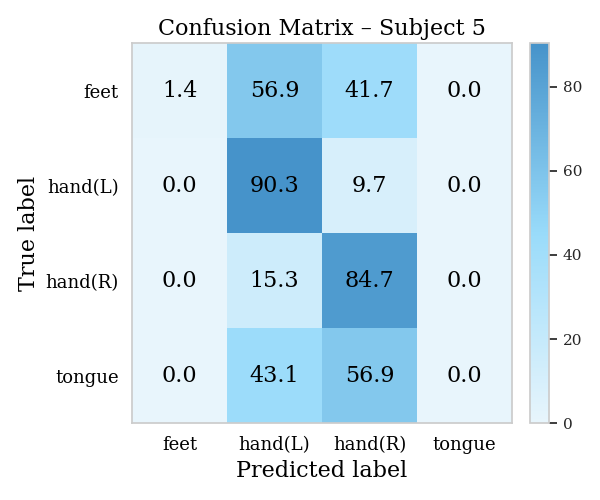 Confusion Matrix – Subject 5
True label
feet 1.4 56.9 41.7 0.0
hand(L) 0.0 90.3 9.7 0.0
hand(R) 0.0 15.3 84.7 0.0
tongue 0.0 43.1 56.9 0.0
feet hand(L) hand(R) tongue
Predicted label
80
60
40
20
0